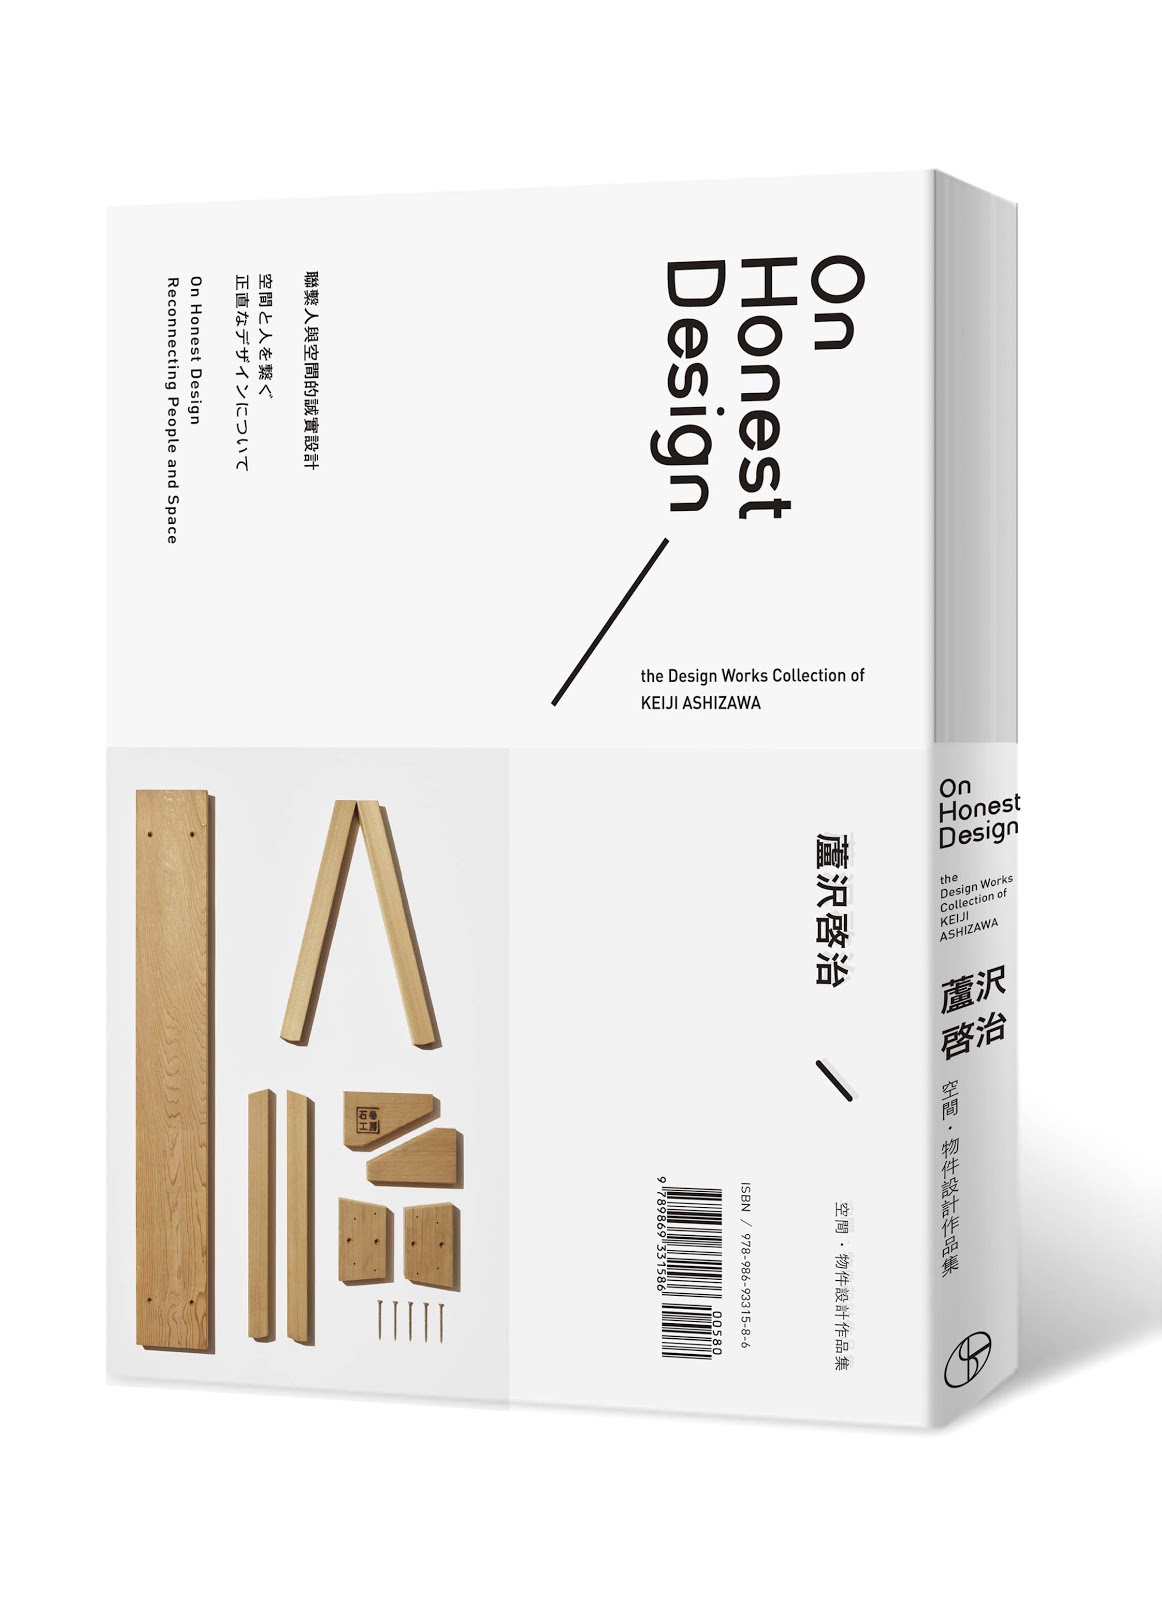 On
Honest
Design
聯繫人與空間的誠實設計
空間と人を繋ぐ
正直なデザインについて
On Honest Design
Reconnecting People and Space
the Design Works Collection of
KEIJI ASHIZAWA
蘆沢啓治
空間・物件設計作品集
ISBN / 978-986-93315-8-6
00580
9 789869 331586
石巻
工房
On
Honest
Design
the
Design Works
Collection of
KEIJI
ASHIZAWA
蘆沢
啓治
空間・物件設計作品集